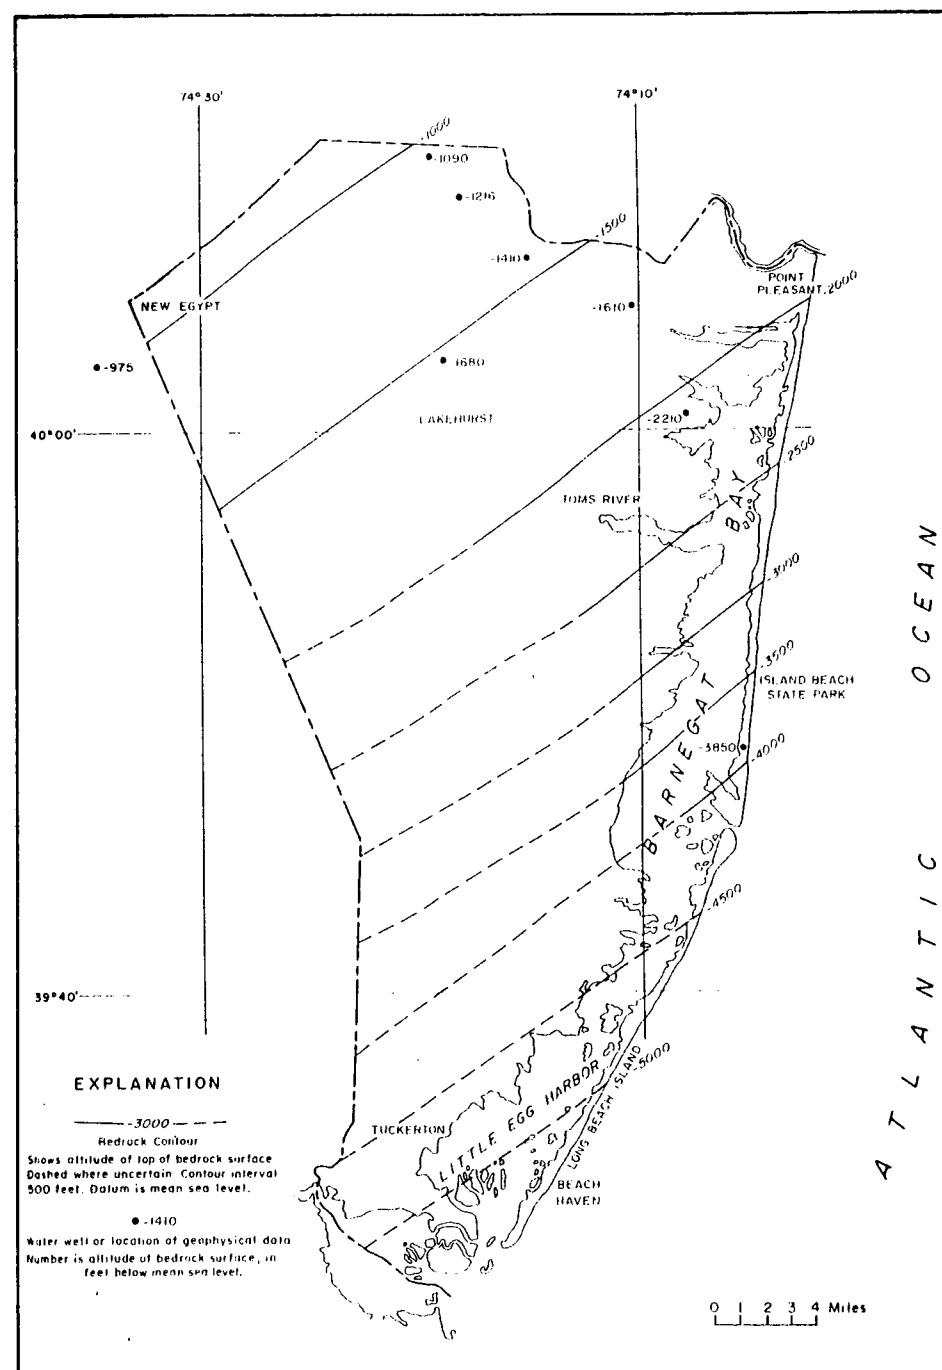 74° 30'
74° 10'
-1000
-1090
-1216
-1500
-1410
POINT
PLEASANT
-2000
NEW EGYPT
-1610
-975
-1680
LAKEHURST
-2210
40° 00'
-2500
TOMS RIVER
BARNEGAT BAY
-3000
-3500
ISLAND BEACH
STATE PARK
-3850
-4000
ATLANTIC OCEAN
-4500
39° 40'
-5000
EXPLANATION
-3000
Bedrock Contour
Shows altitude of top of bedrock surface
Dashed where uncertain. Contour interval
500 feet. Datum is mean sea level.
-1410
Water well or location of geophysical data
Number is altitude of bedrock surface, in
feet below mean sea level.
TUCKERTON
LITTLE EGG HARBOR
LONG BEACH ISLAND
BEACH
HAVEN
0 1 2 3 4 Miles